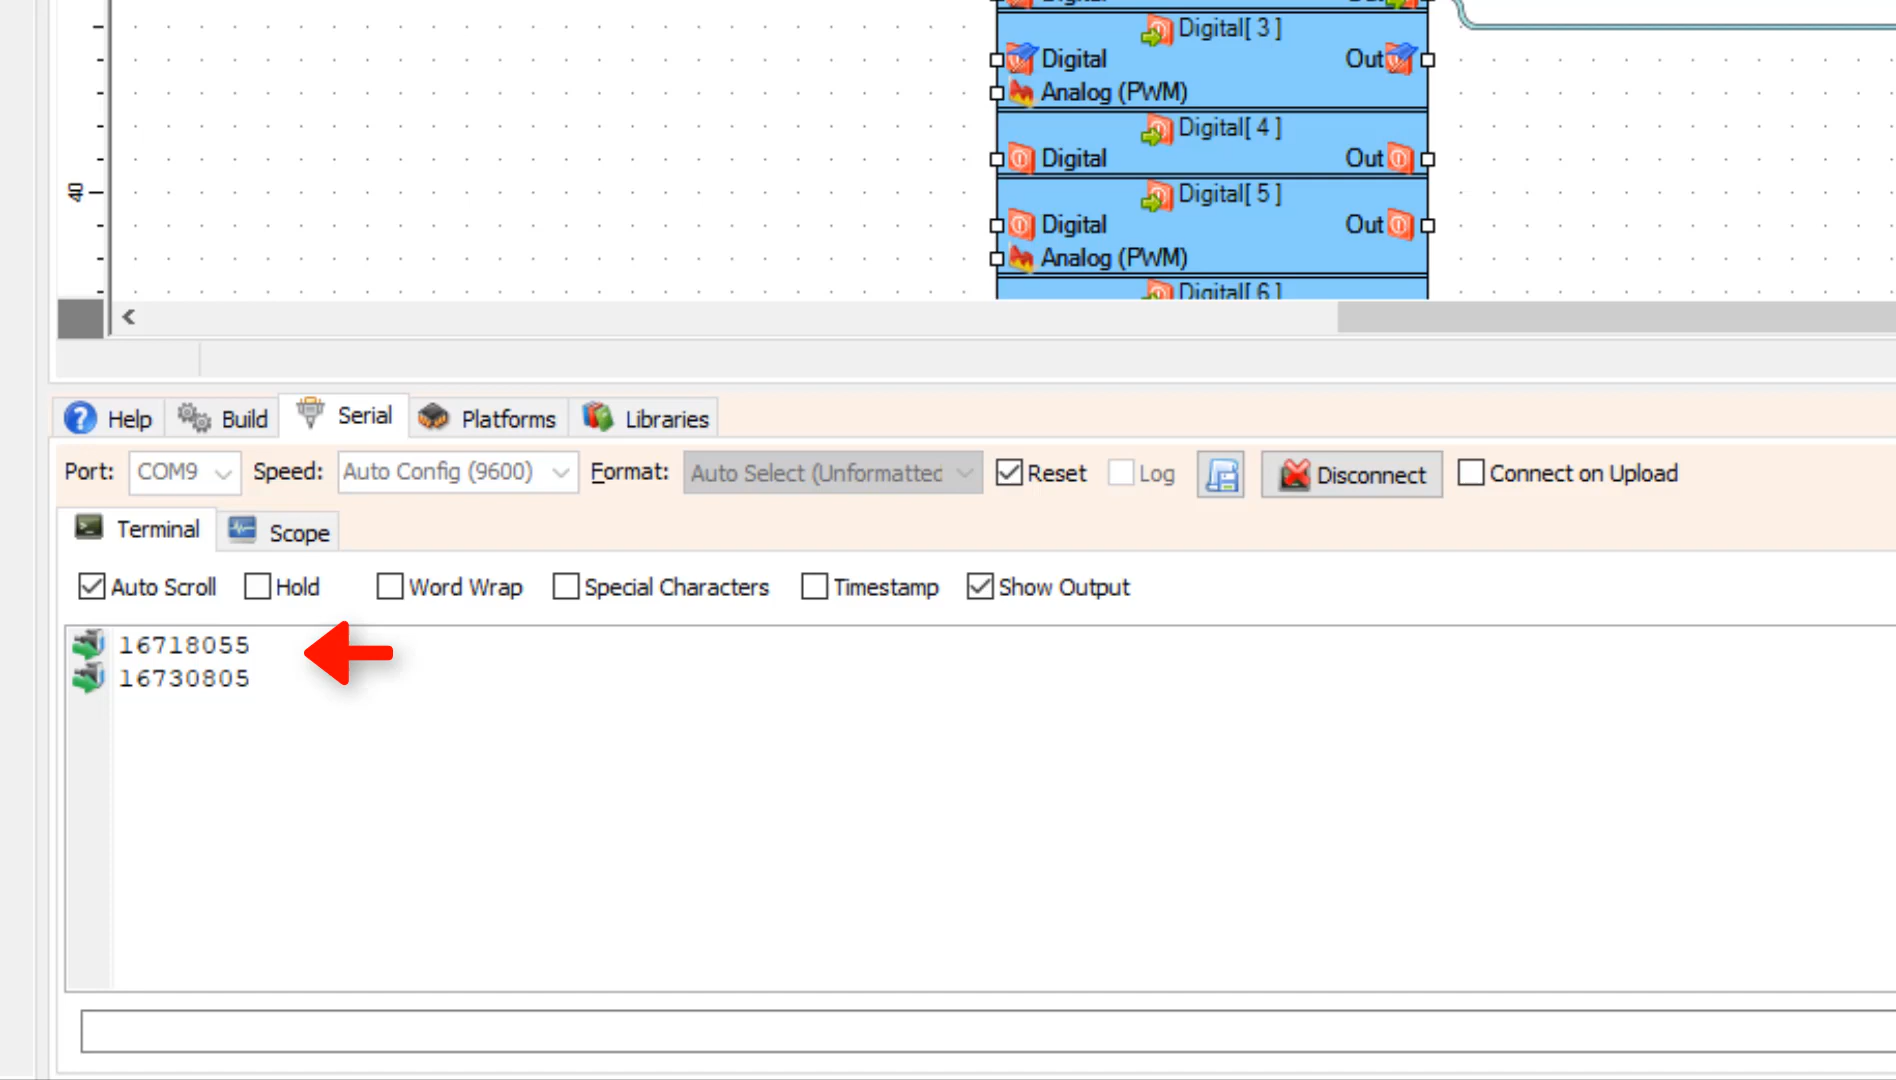 Digital[ 3 ]
Digital Out
Analog (PWM)
Digital[ 4 ]
Digital Out
40
Digital[ 5 ]
Digital Out
Analog (PWM)
Digital[ 6 ]
Help Build Serial Platforms Libraries
Port: COM9 Speed: Auto Config (9600) Format: Auto Select (Unformatted Reset Log Disconnect Connect on Upload
Terminal Scope
Auto Scroll Hold Word Wrap Special Characters Timestamp Show Output
16718055
16730805